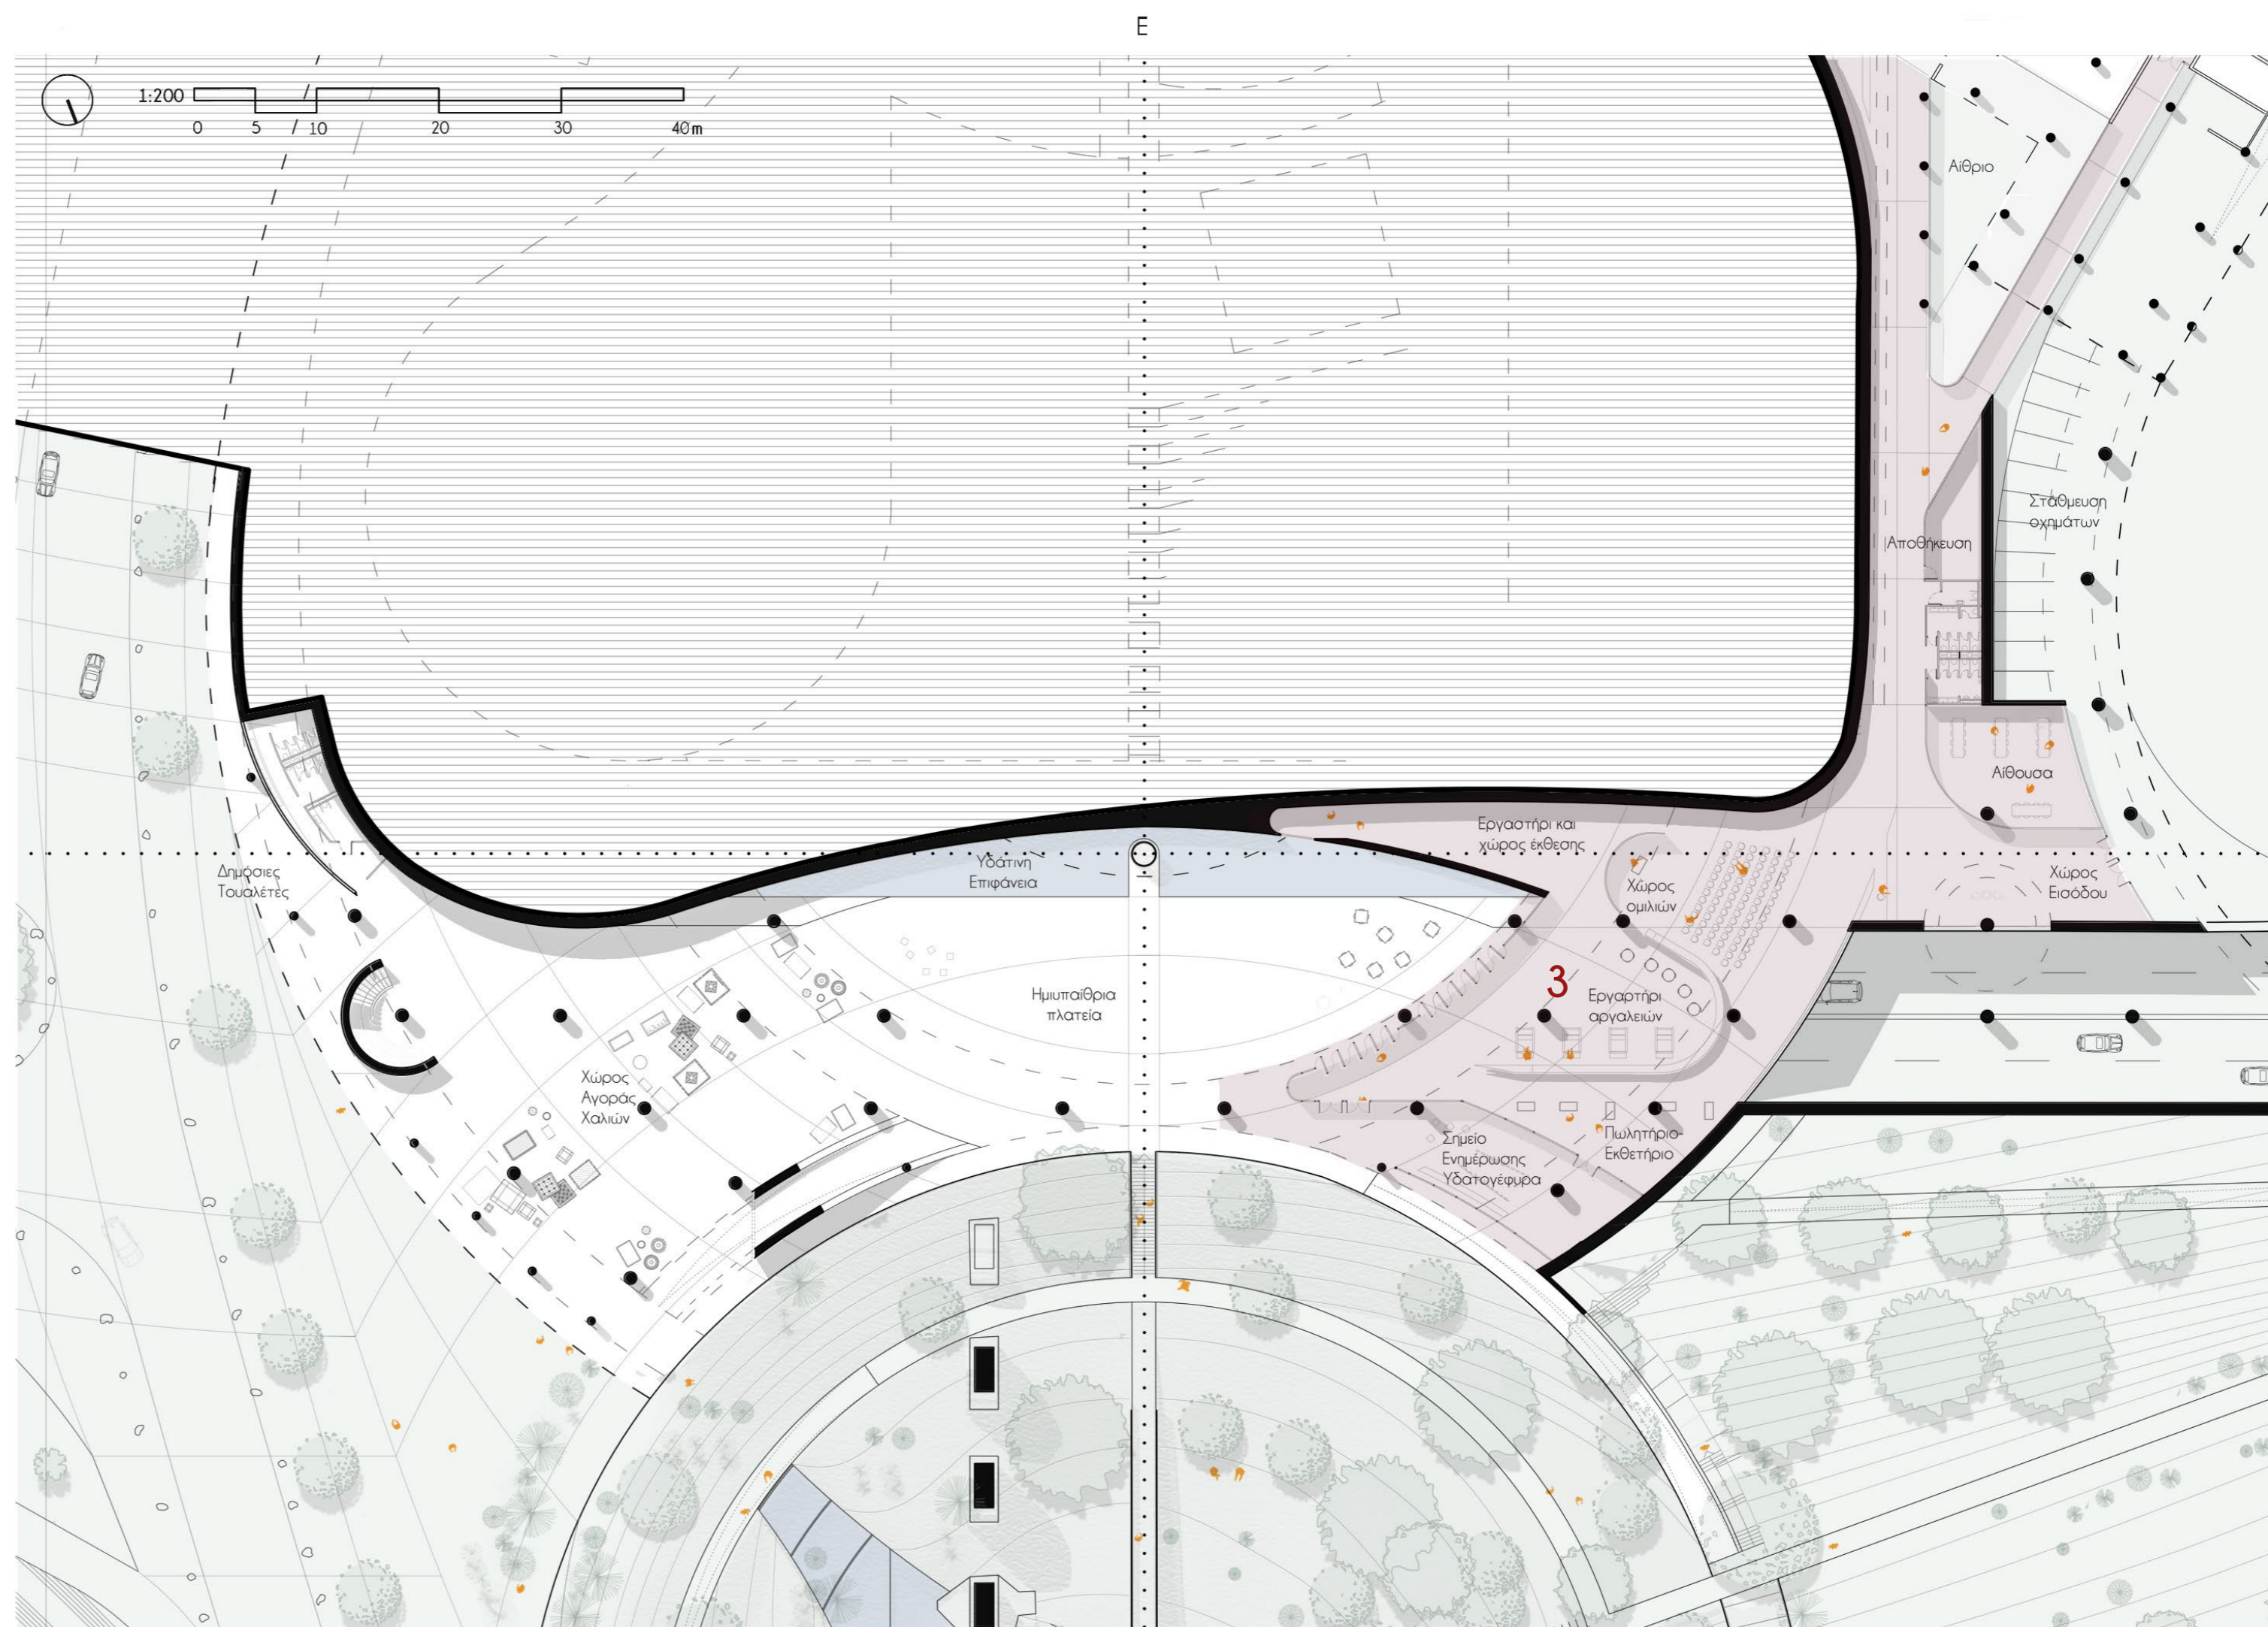 E
1:200
0 5 10 20 30 40m
Αίθριο
Στάθμευση
οχημάτων
Αποθήκευση
Αίθουσα
Εργαστήρι και
χώρος έκθεσης
Υδάτινη
Επιφάνεια
Δημόσιες
Τουαλέτες
Χώρος
ομιλιών
Χώρος
Εισόδου
3
Ημιυπαίθρια
πλατεία
Εργαρτήρι
αργαλειών
Χώρος
Αγοράς
Χαλιών
Σημείο
Ενημέρωσης
Υδατογέφυρα
Πωλητήριο-
Εκθετήριο